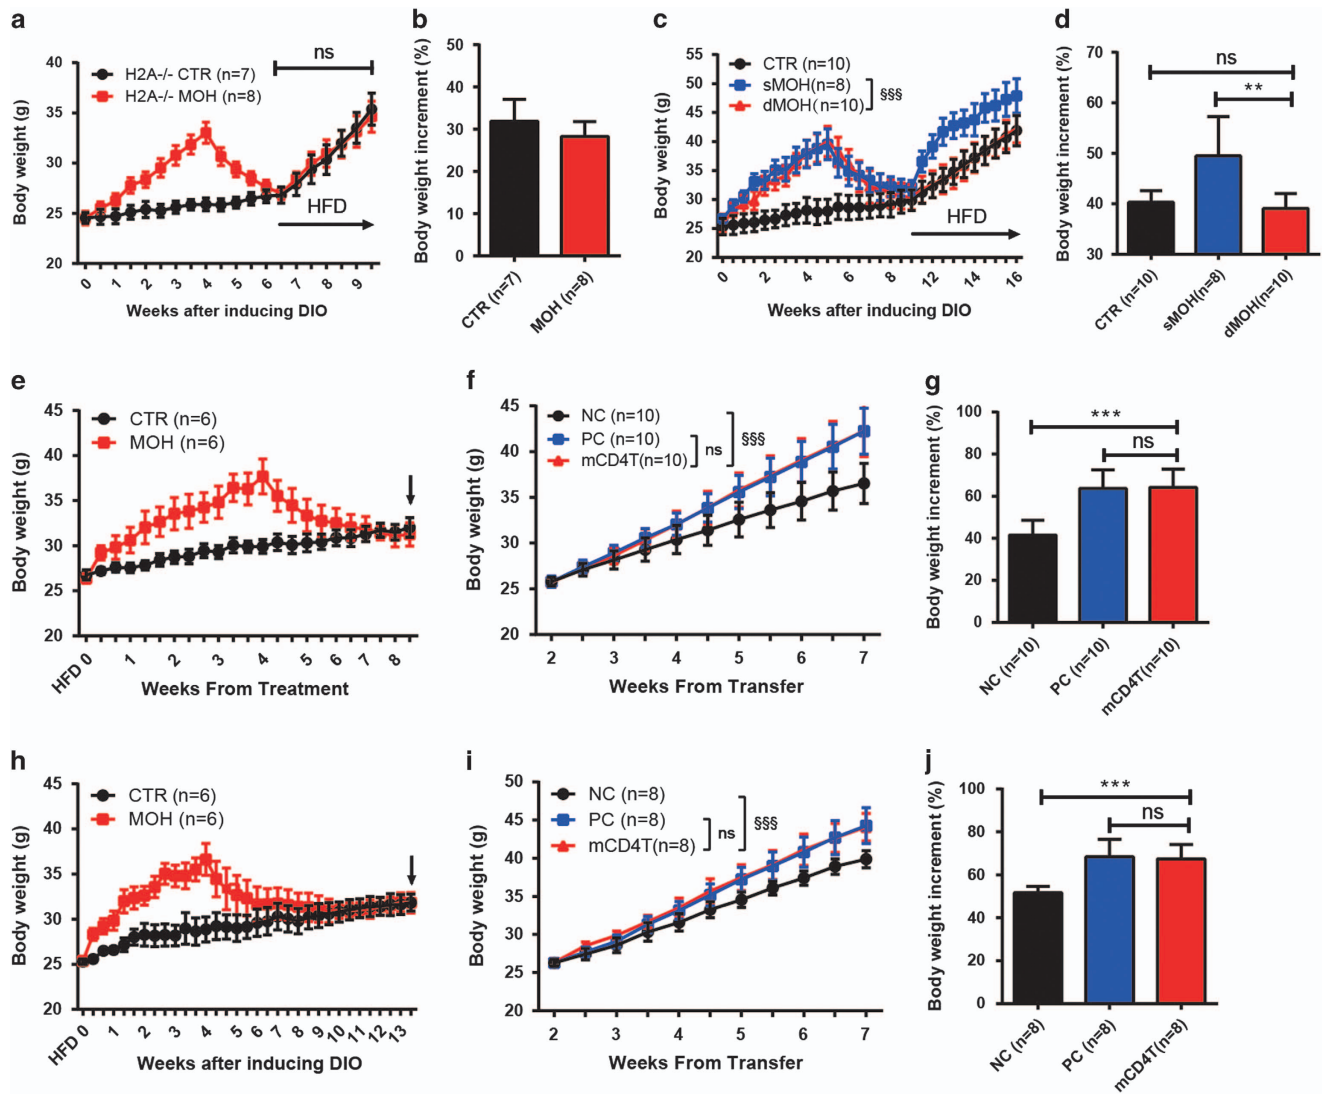 a
Body weight (g)
40
35
30
25
20
H2A-/- CTR (n=7)
H2A-/- MOH (n=8)
ns
HFD
0 1 2 3 4 5 6 7 8 9
Weeks after inducing DIO
b
Body weight increment (%)
50
40
30
20
10
0
CTR (n=7)
MOH (n=8)
c
Body weight (g)
55
50
45
40
35
30
25
20
CTR (n=10)
sMOH(n=8)
dMOH(n=10)
§§§
HFD
0 2 4 6 8 12 14 16
Weeks after inducing DIO
d
Body weight increment (%)
70
60
50
40
30
ns
**
CTR (n=10)
sMOH(n=8)
dMOH(n=10)
e
Body weight (g)
45
40
35
30
25
20
CTR (n=6)
MOH (n=6)
HFD 0 1 2 3 4 5 6 7 8
Weeks From Treatment
f
Body weight (g)
45
40
35
30
25
20
NC (n=10)
PC (n=10)
mCD4T(n=10)
ns
§§§
2 3 4 5 6 7
Weeks From Transfer
g
Body weight increment (%)
100
80
60
40
20
0
***
ns
NC (n=10)
PC (n=10)
mCD4T(n=10)
h
Body weight (g)
45
40
35
30
25
20
CTR (n=6)
MOH (n=6)
HFD 0 1 2 3 4 5 6 7 8 9 10 11 12 13
Weeks after inducing DIO
i
Body weight (g)
50
45
40
35
30
25
20
NC (n=8)
PC (n=8)
mCD4T(n=8)
ns
§§§
2 3 4 5 6 7
Weeks From Transfer
j
Body weight increment (%)
100
80
60
40
20
0
***
ns
NC (n=8)
PC (n=8)
mCD4T(n=8)